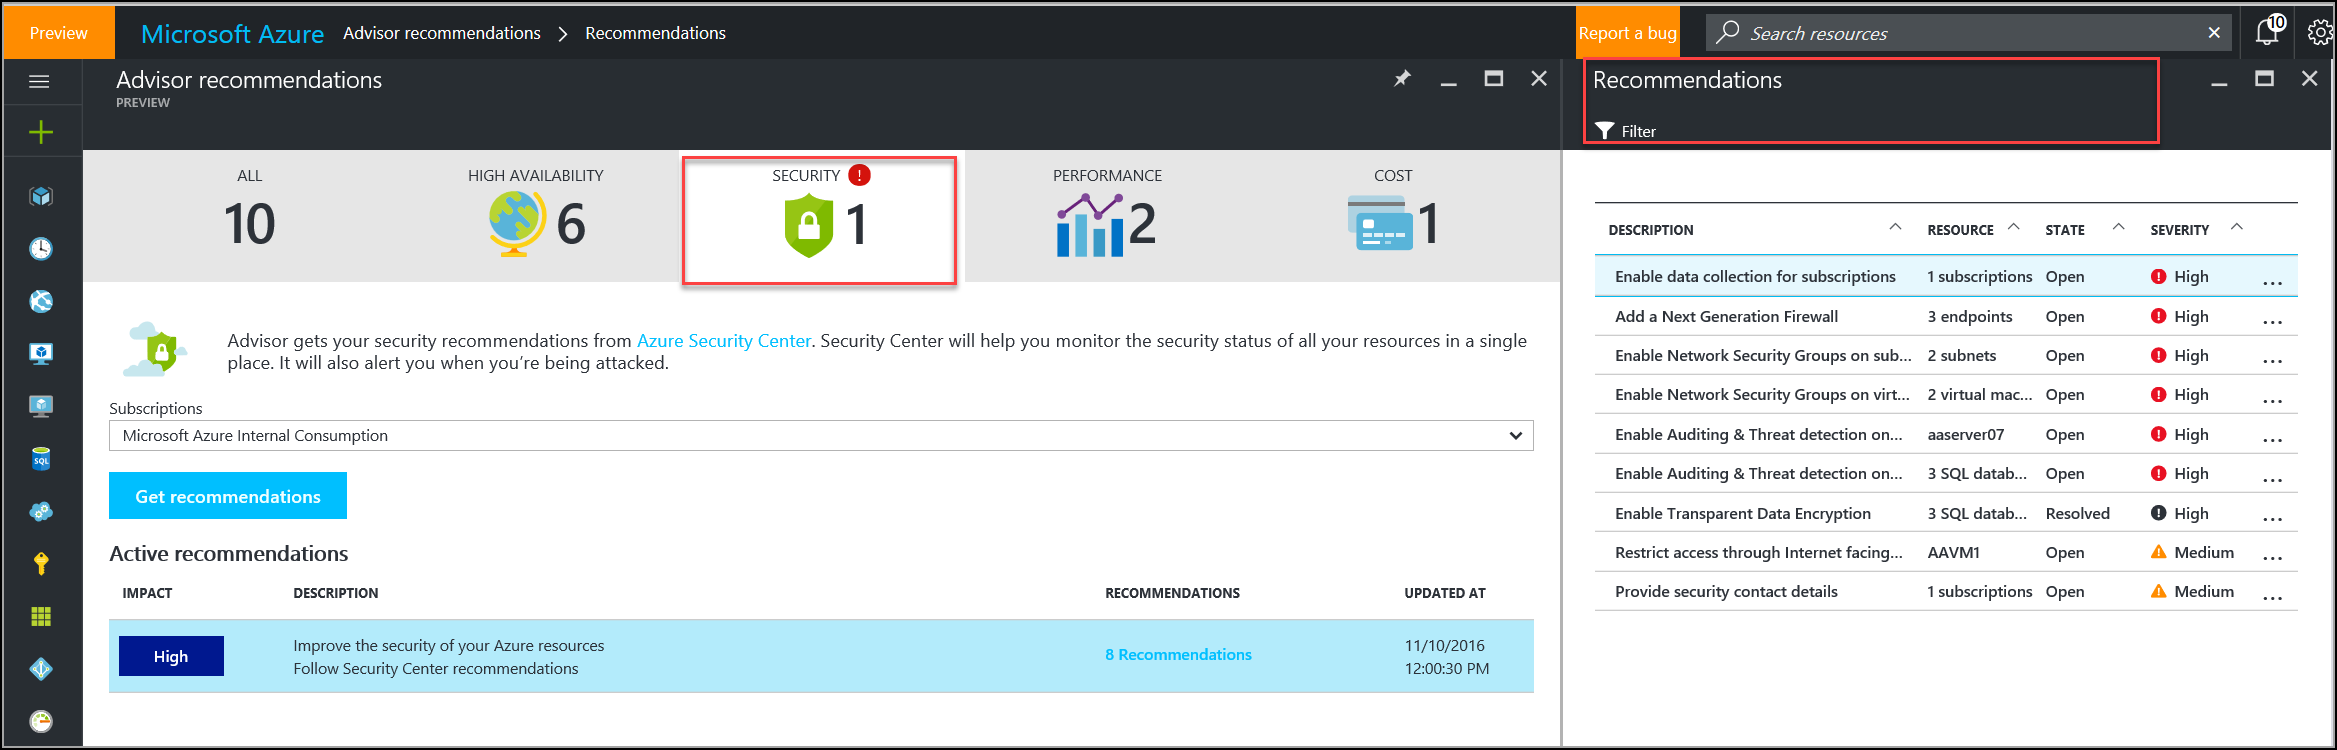 Preview
Microsoft Azure Advisor recommendations > Recommendations
Report a bug
Search resources
10
Advisor recommendations
PREVIEW
ALL
10
HIGH AVAILABILITY
6
SECURITY !
1
PERFORMANCE
2
COST
1
Advisor gets your security recommendations from Azure Security Center. Security Center will help you monitor the security status of all your resources in a single
place. It will also alert you when you're being attacked.
Subscriptions
Microsoft Azure Internal Consumption
Get recommendations
Active recommendations
IMPACT DESCRIPTION RECOMMENDATIONS UPDATED AT
High
Improve the security of your Azure resources
Follow Security Center recommendations
8 Recommendations
11/10/2016
12:00:30 PM
SQL
Recommendations
Filter
DESCRIPTION RESOURCE STATE SEVERITY
Enable data collection for subscriptions 1 subscriptions Open ! High ...
Add a Next Generation Firewall 3 endpoints Open ! High ...
Enable Network Security Groups on sub... 2 subnets Open ! High ...
Enable Network Security Groups on virt... 2 virtual mac... Open ! High ...
Enable Auditing & Threat detection on... aaserver07 Open ! High ...
Enable Auditing & Threat detection on... 3 SQL datab... Open ! High ...
Enable Transparent Data Encryption 3 SQL datab... Resolved ! High ...
Restrict access through Internet facing... AAVM1 Open ! Medium ...
Provide security contact details 1 subscriptions Open ! Medium ...